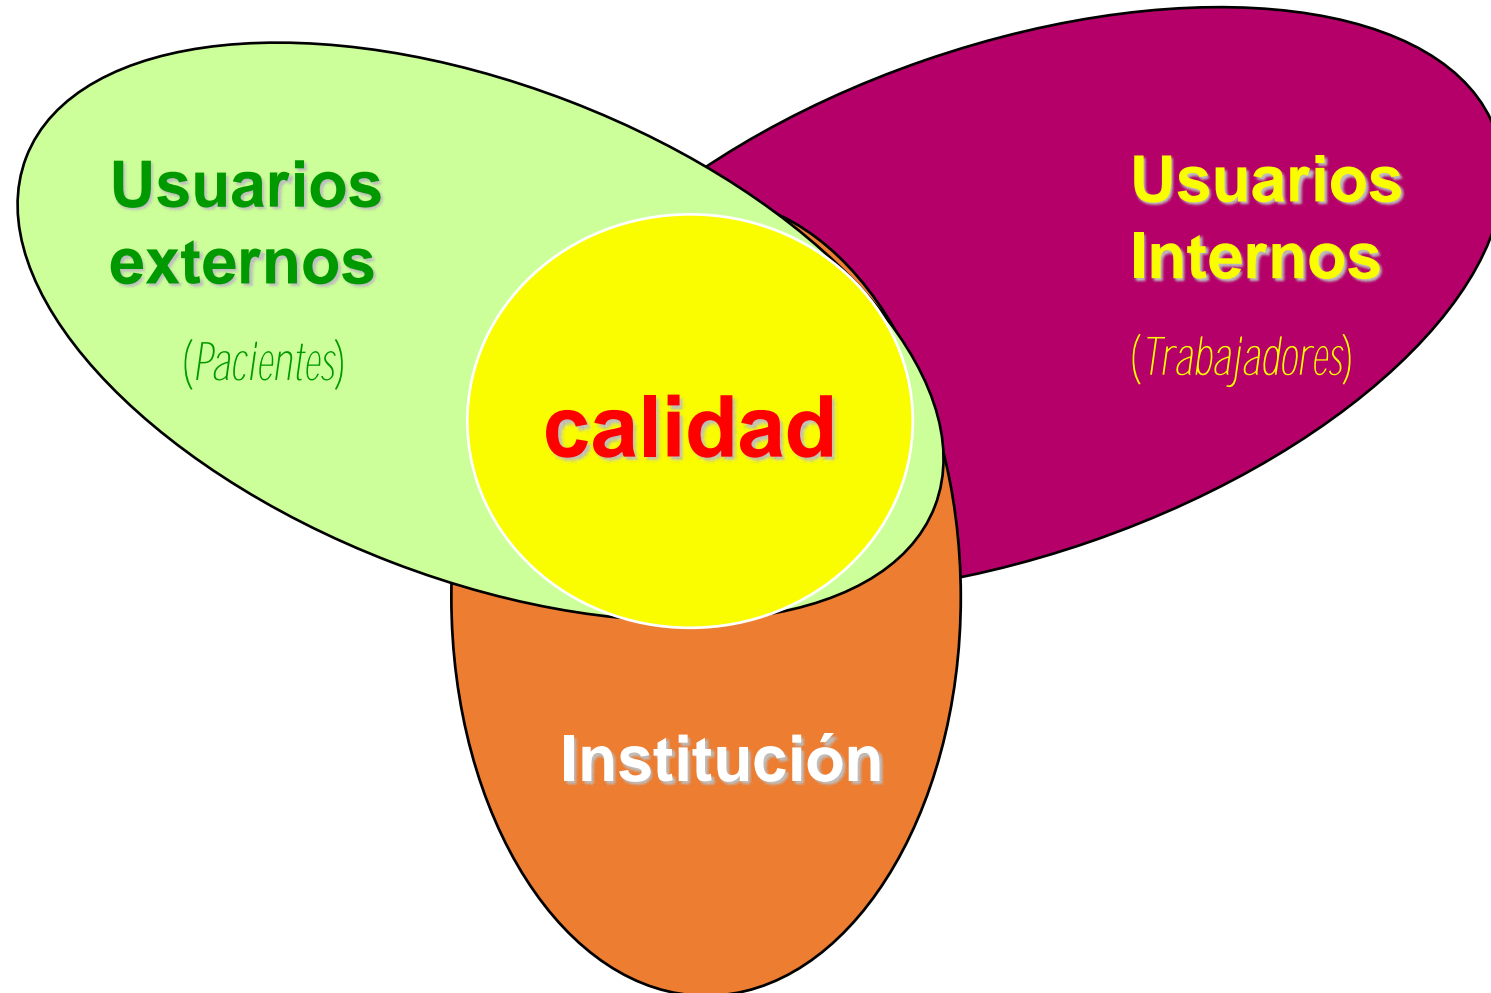 Usuarios
externos
(Pacientes)
Usuarios
Internos
(Trabajadores)
calidad
Institución